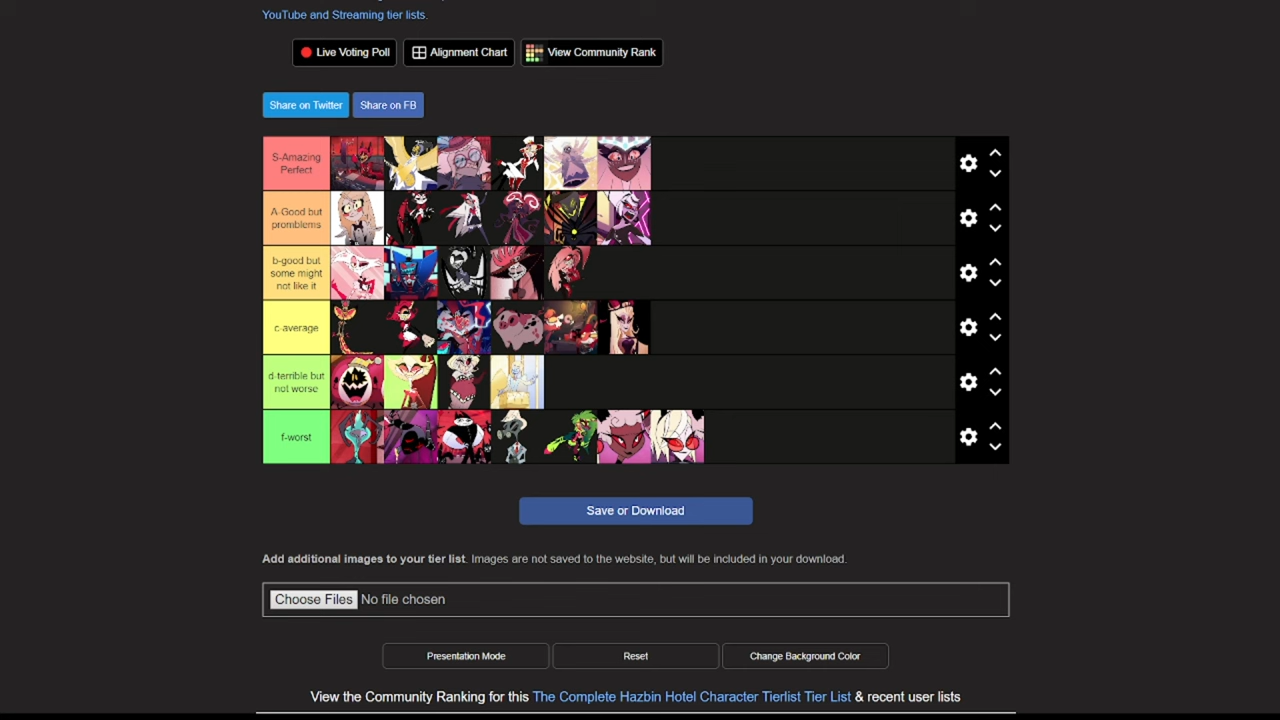 YouTube and Streaming tier lists.
Live Voting Poll
Alignment Chart
View Community Rank
Share on Twitter
Share on FB
S-Amazing
Perfect
A-Good but
promblems
b-good but
some might
not like it
c-average
d-terrible but
not worse
f-worst
Save or Download
Add additional images to your tier list. Images are not saved to the website, but will be included in your download.
Choose Files No file chosen
Presentation Mode
Reset
Change Background Color
View the Community Ranking for this The Complete Hazbin Hotel Character Tierlist Tier List & recent user lists